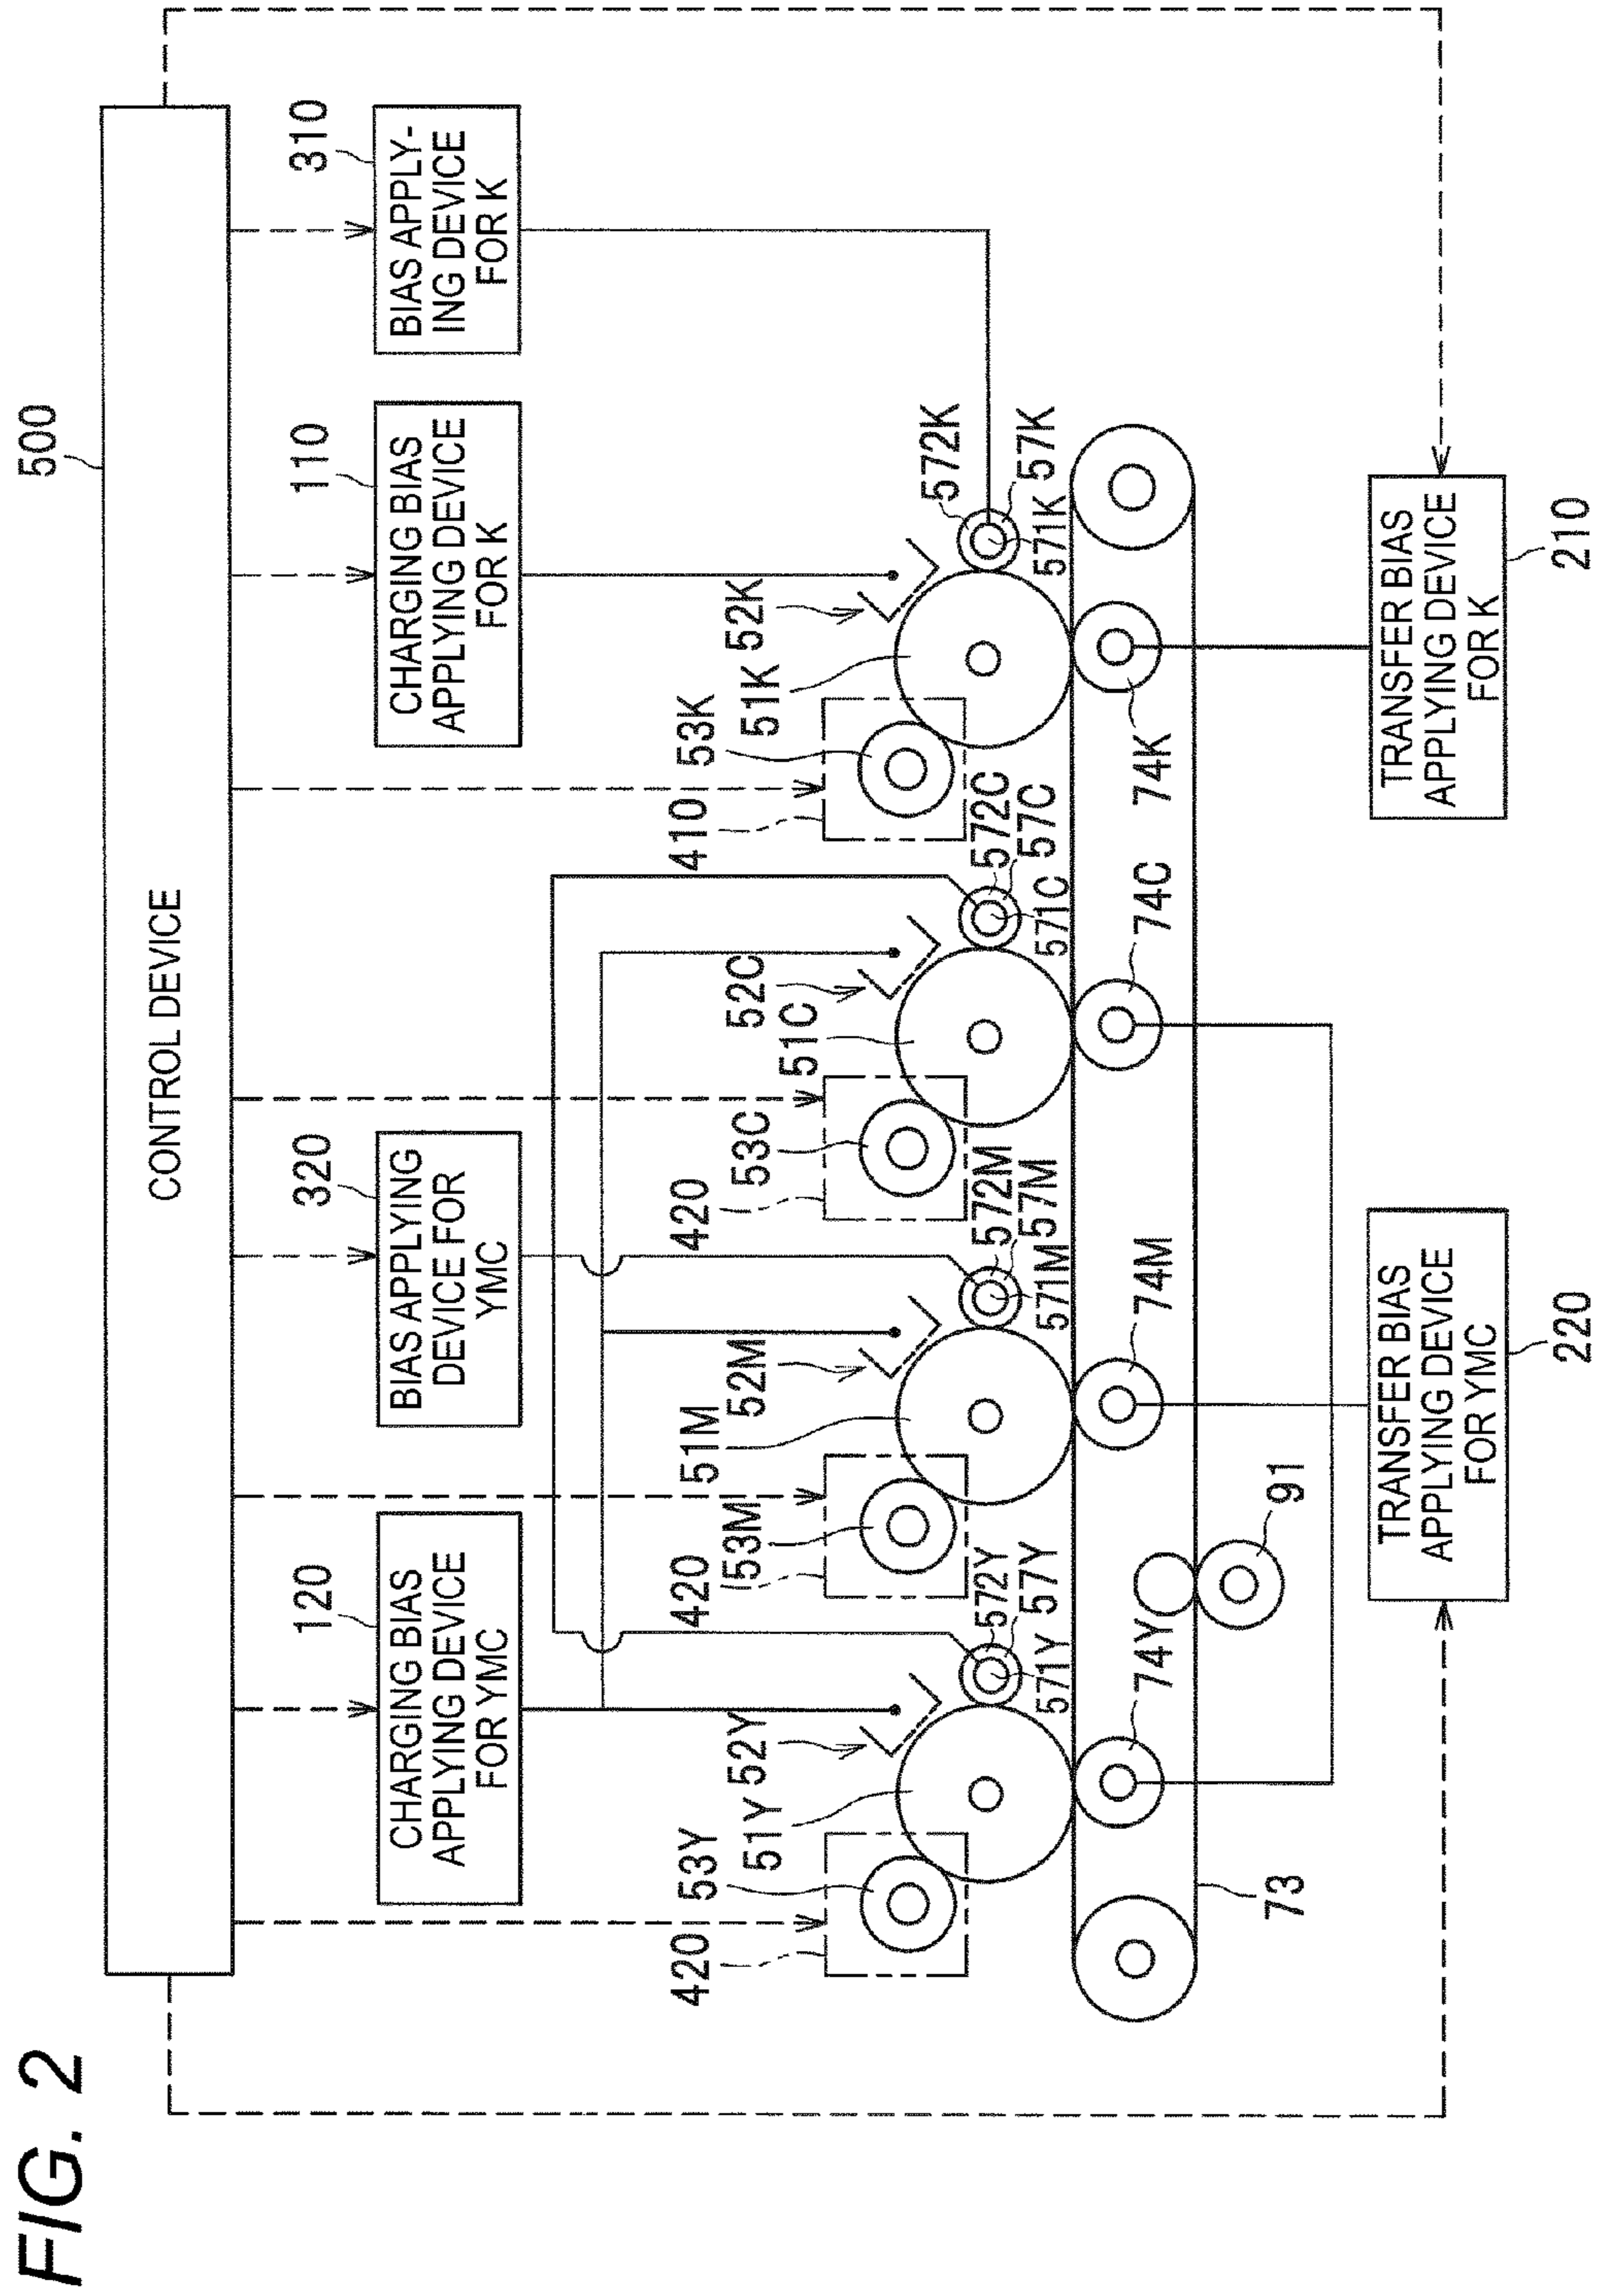 FIG. 2
500
CONTROL DEVICE
120
CHARGING BIAS
APPLYING DEVICE
FOR YMC
320
BIAS APPLYING
DEVICE FOR
YMC
110
CHARGING BIAS
APPLYING DEVICE
FOR K
310
BIAS APPLY-
ING DEVICE
FOR K
420
53Y
51Y
52Y
572Y
57Y
571Y
420
53M
51M
52M
572M
57M
571M
420
53C
51C
52C
572C
57C
571C
410
53K
51K
52K
572K
57K
571K
74Y
74M
74C
74K
73
91
TRANSFER BIAS
APPLYING DEVICE
FOR YMC
220
TRANSFER BIAS
APPLYING DEVICE
FOR K
210